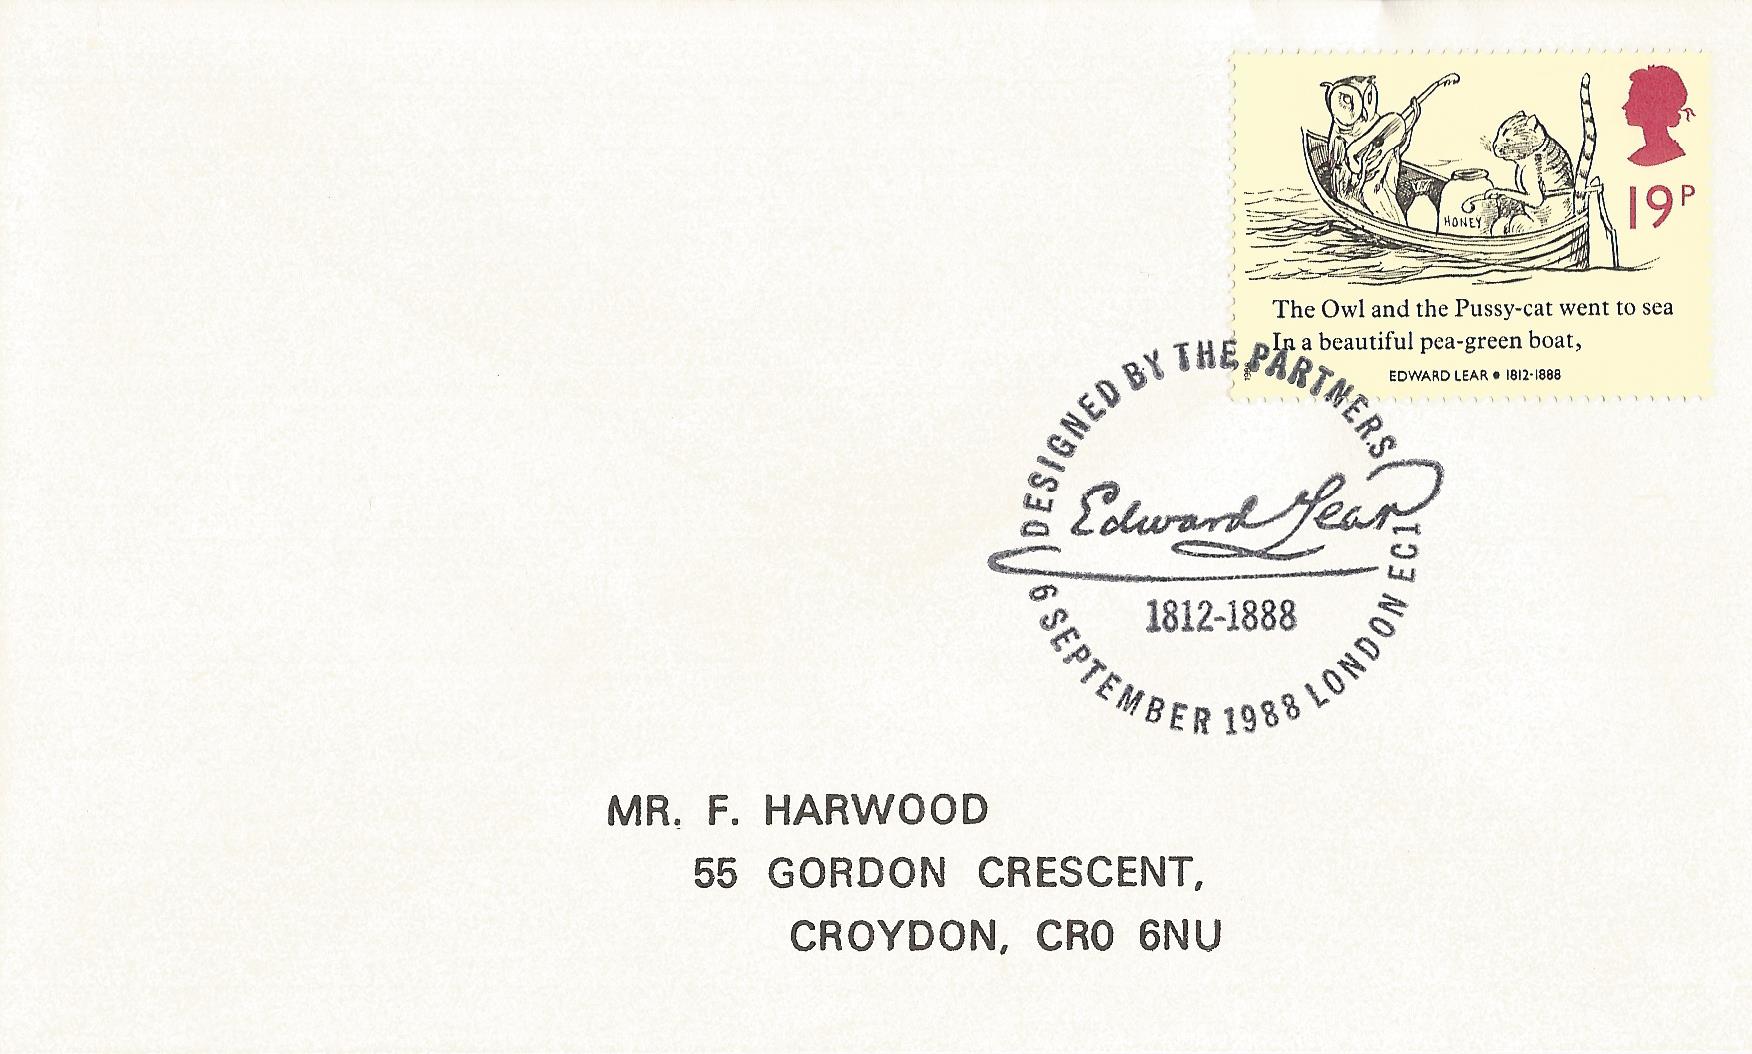 19P
HONEY
The Owl and the Pussy-cat went to sea
In a beautiful pea-green boat,
EDWARD LEAR • 1812-1888
DESIGNED BY THE PARTNERS
Edward Lear
1812-1888
6 SEPTEMBER 1988 LONDON EC1
MR. F. HARWOOD
55 GORDON CRESCENT,
CROYDON, CR0 6NU